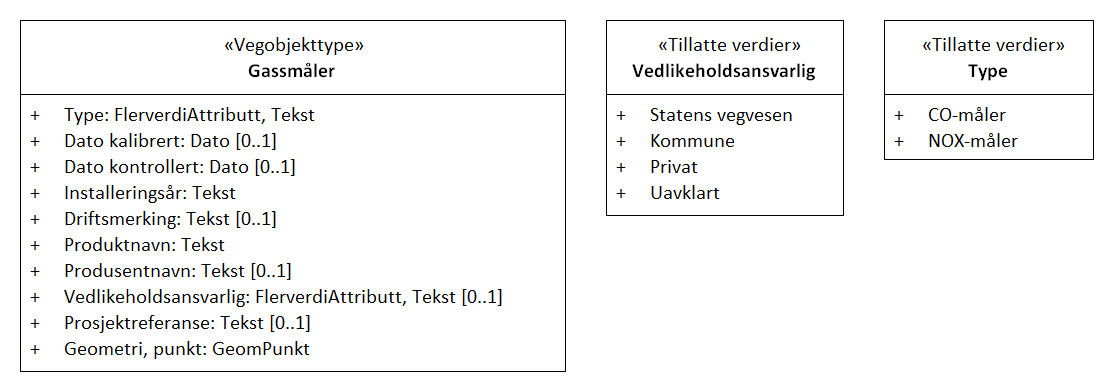 «Vegobjekttype»
Gassmåler
+ Type: FlerverdiAttributt, Tekst
+ Dato kalibrert: Dato [0..1]
+ Dato kontrollert: Dato [0..1]
+ Installeringsår: Tekst
+ Driftsmerking: Tekst [0..1]
+ Produktnavn: Tekst
+ Produsentnavn: Tekst [0..1]
+ Vedlikeholdsansvarlig: FlerverdiAttributt, Tekst [0..1]
+ Prosjektreferanse: Tekst [0..1]
+ Geometri, punkt: GeomPunkt
«Tillatte verdier»
Vedlikeholdsansvarlig
+ Statens vegvesen
+ Kommune
+ Privat
+ Uavklart
«Tillatte verdier»
Type
+ CO-måler
+ NOX-måler